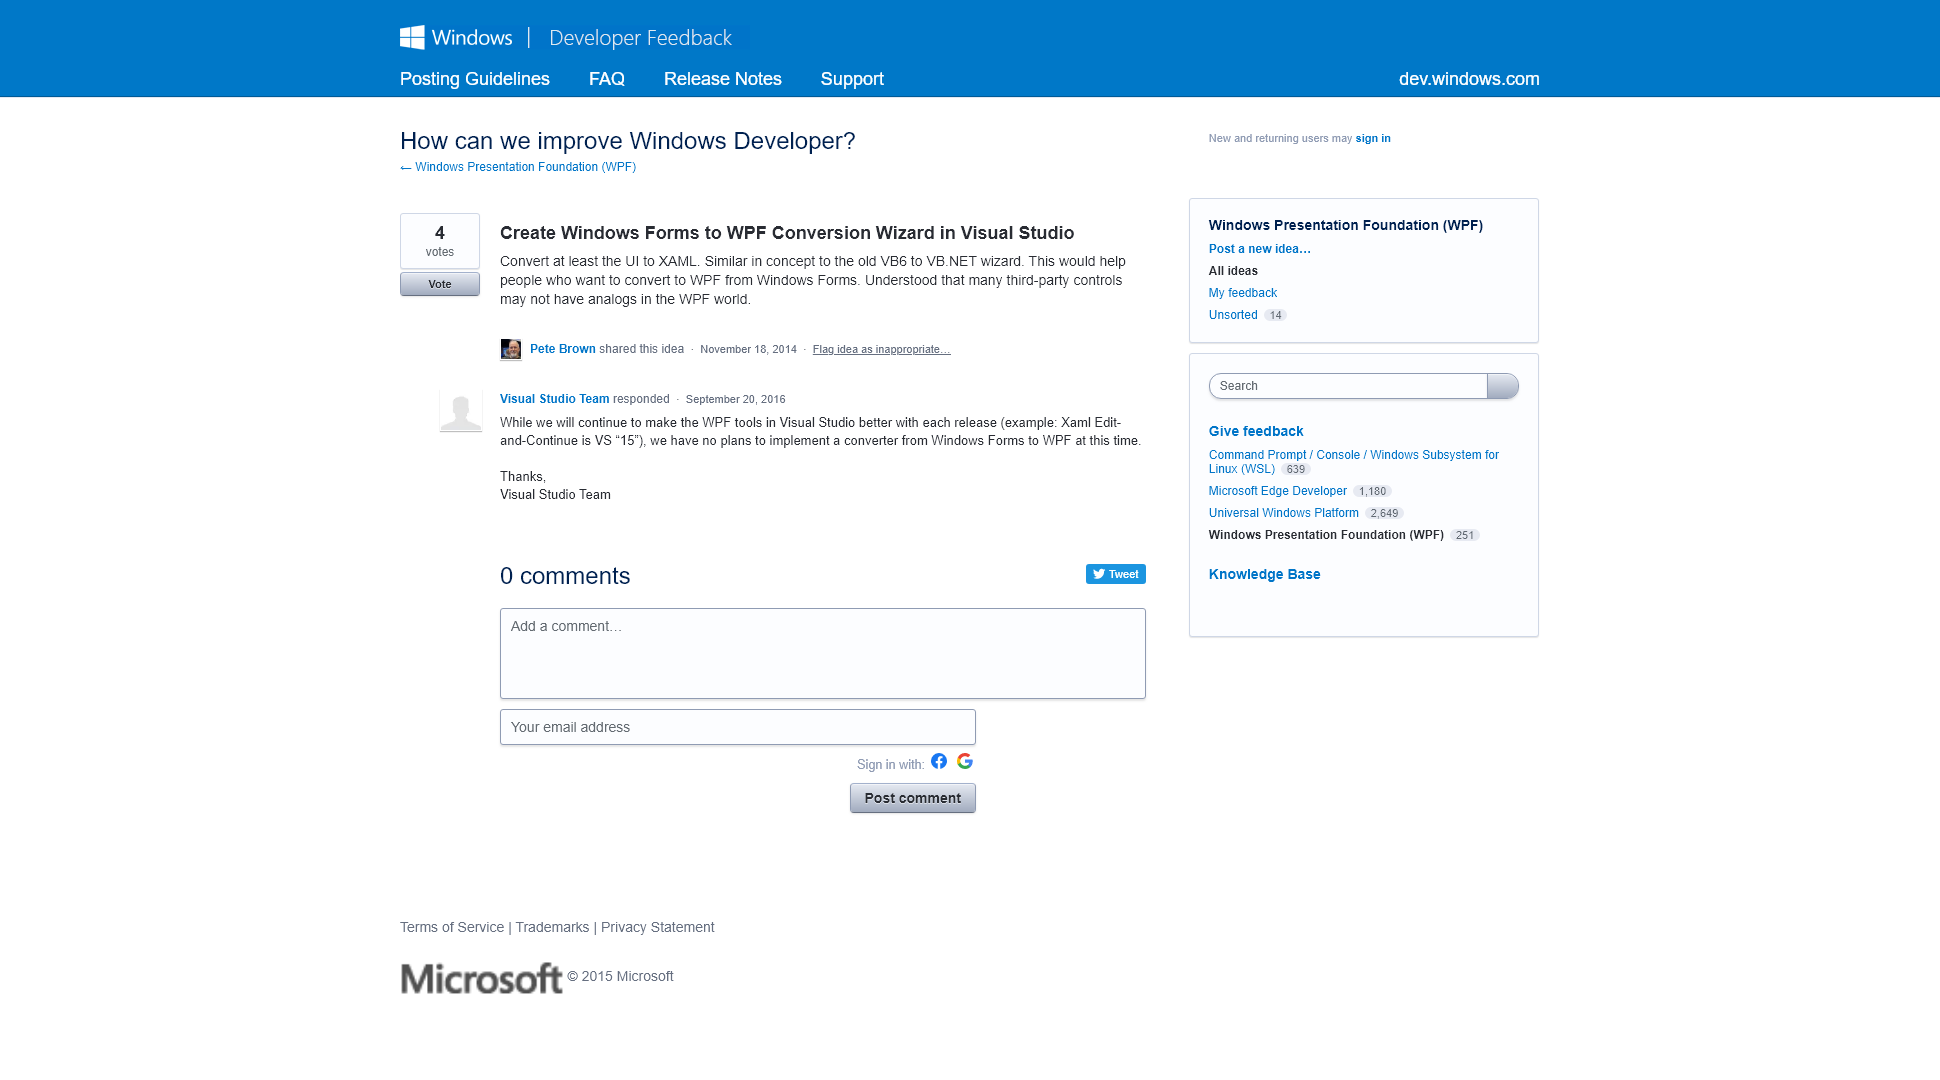 Windows | Developer Feedback
Posting Guidelines FAQ Release Notes Support dev.windows.com
How can we improve Windows Developer?
← Windows Presentation Foundation (WPF)
New and returning users may sign in
4
votes
Vote
Create Windows Forms to WPF Conversion Wizard in Visual Studio
Convert at least the UI to XAML. Similar in concept to the old VB6 to VB.NET wizard. This would help
people who want to convert to WPF from Windows Forms. Understood that many third-party controls
may not have analogs in the WPF world.
Pete Brown shared this idea · November 18, 2014 · Flag idea as inappropriate…
Visual Studio Team responded · September 20, 2016
While we will continue to make the WPF tools in Visual Studio better with each release (example: Xaml Edit-
and-Continue is VS “15”), we have no plans to implement a converter from Windows Forms to WPF at this time.
Thanks,
Visual Studio Team
0 comments
Tweet
Add a comment…
Your email address
Sign in with:
Post comment
Windows Presentation Foundation (WPF)
Post a new idea…
All ideas
My feedback
Unsorted 14
Search
Give feedback
Command Prompt / Console / Windows Subsystem for
Linux (WSL) 639
Microsoft Edge Developer 1,180
Universal Windows Platform 2,649
Windows Presentation Foundation (WPF) 251
Knowledge Base
Terms of Service | Trademarks | Privacy Statement
Microsoft © 2015 Microsoft